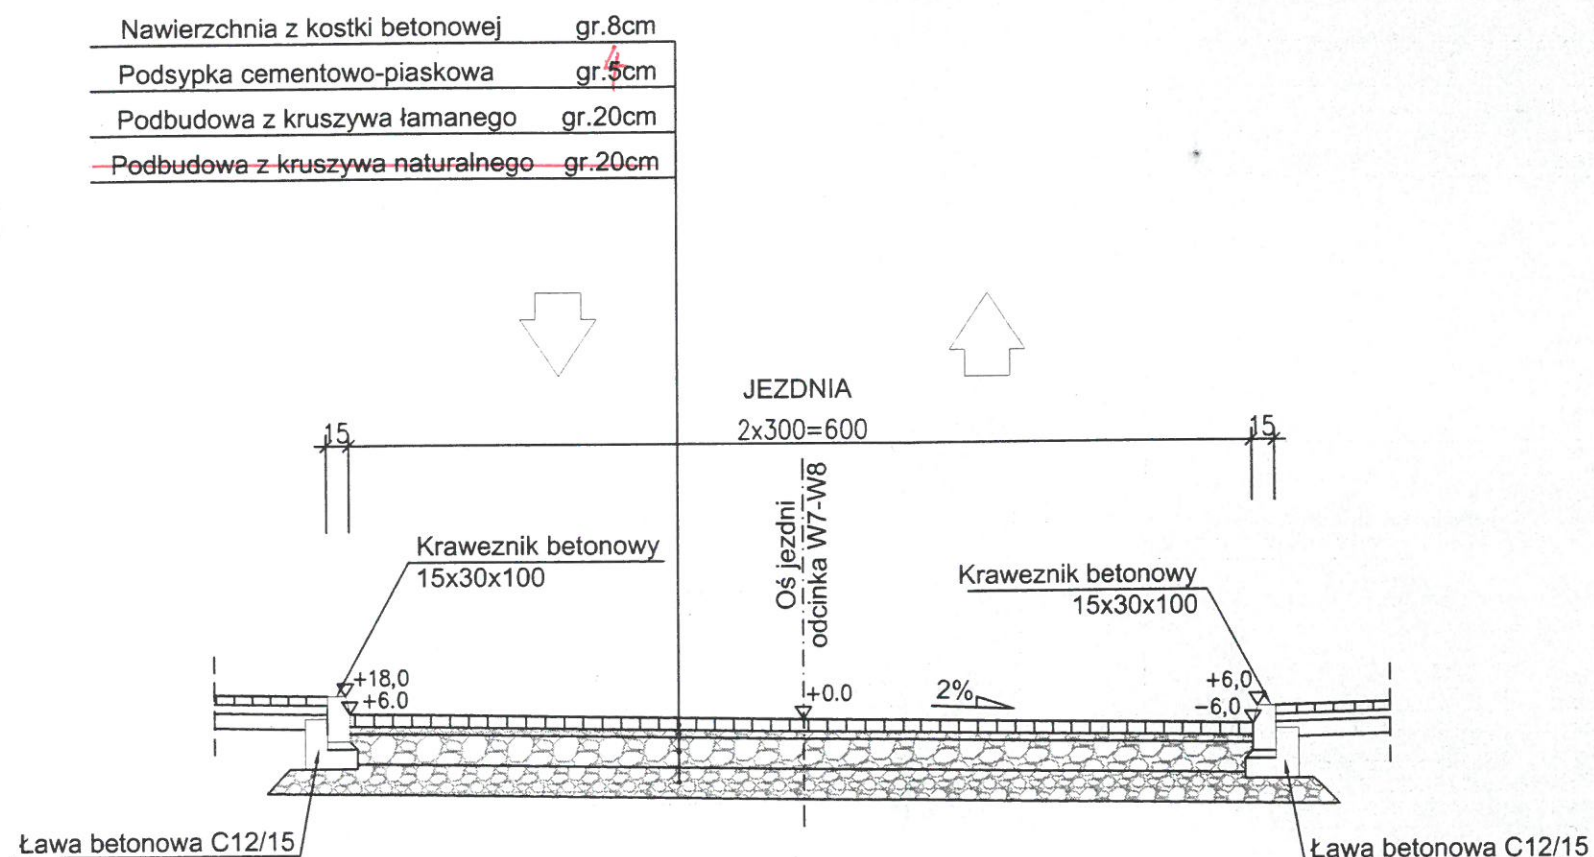 Nawierzchnia z kostki betonowej gr.8cm
4
Podsypka cementowo-piaskowa gr.5cm
Podbudowa z kruszywa łamanego gr.20cm
Podbudowa z kruszywa naturalnego gr.20cm
JEZDNIA
15 2x300=600 15
Oś jezdni
odcinka W7-W8
Kraweznik betonowy
15x30x100
Kraweznik betonowy
15x30x100
+18,0
+6.0
+0.0
2%
+6,0
-6,0
Ława betonowa C12/15
Ława betonowa C12/15